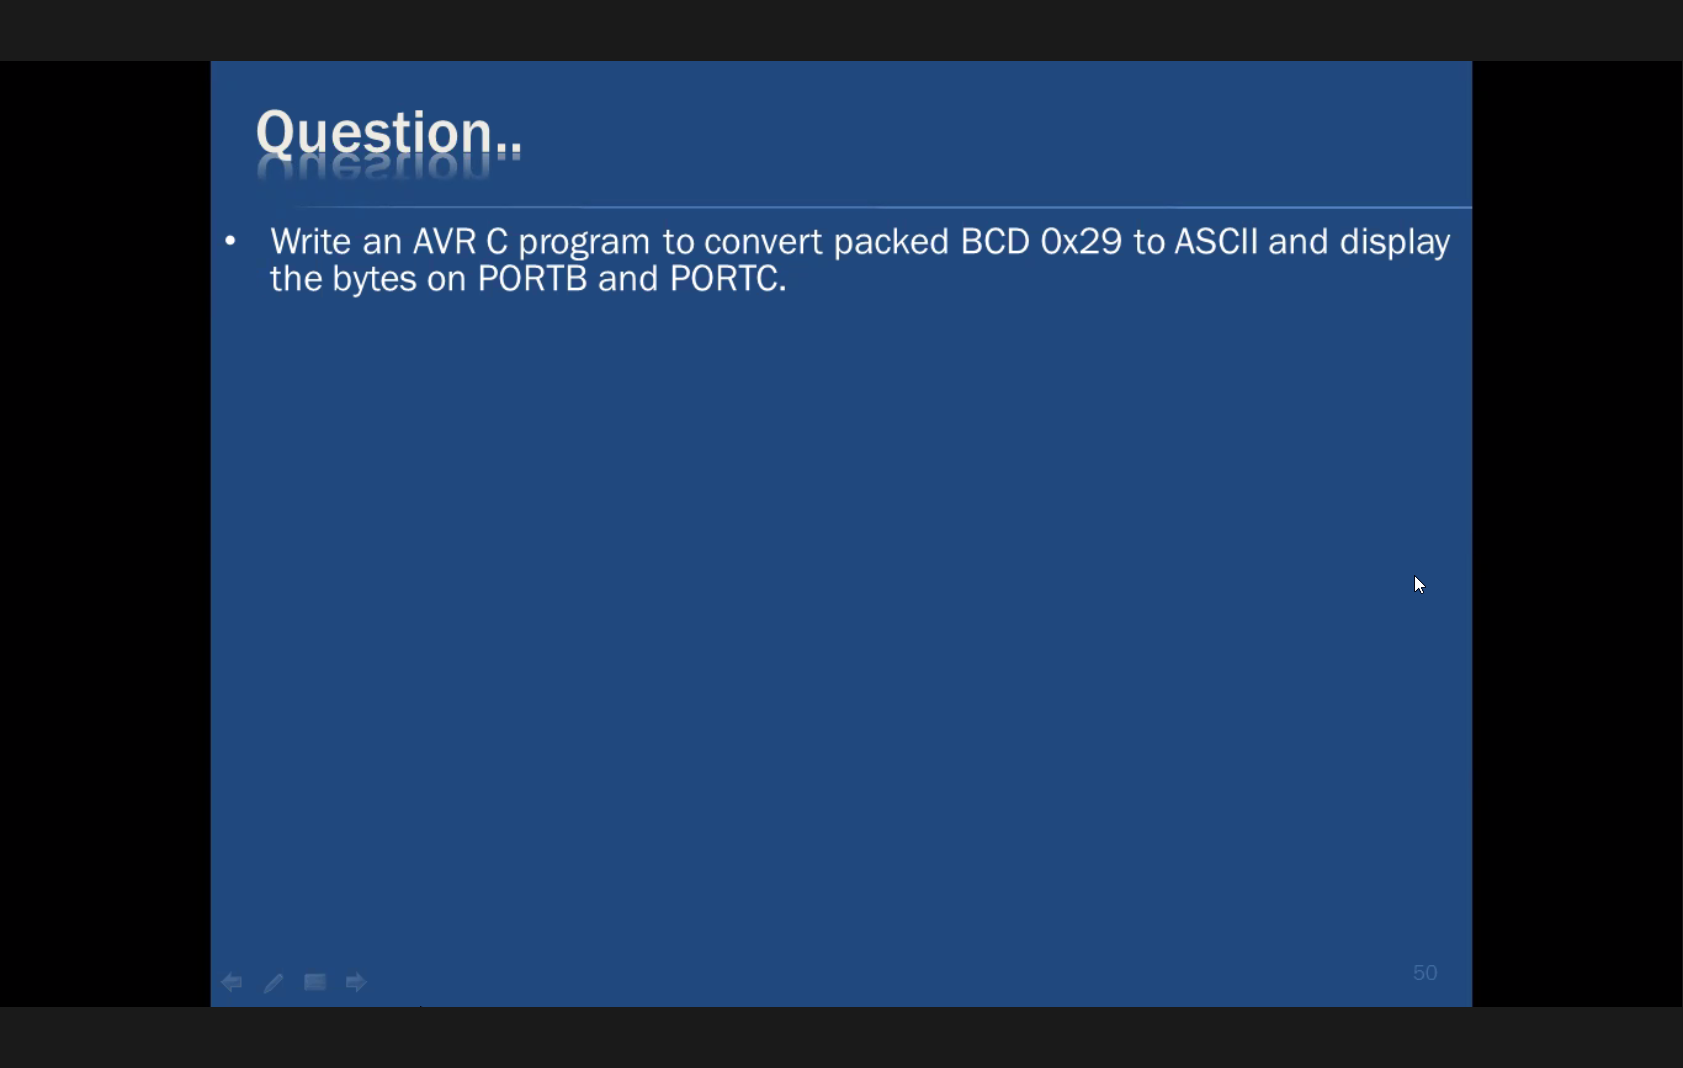 Question..
• Write an AVR C program to convert packed BCD 0x29 to ASCII and display
the bytes on PORTB and PORTC.
50